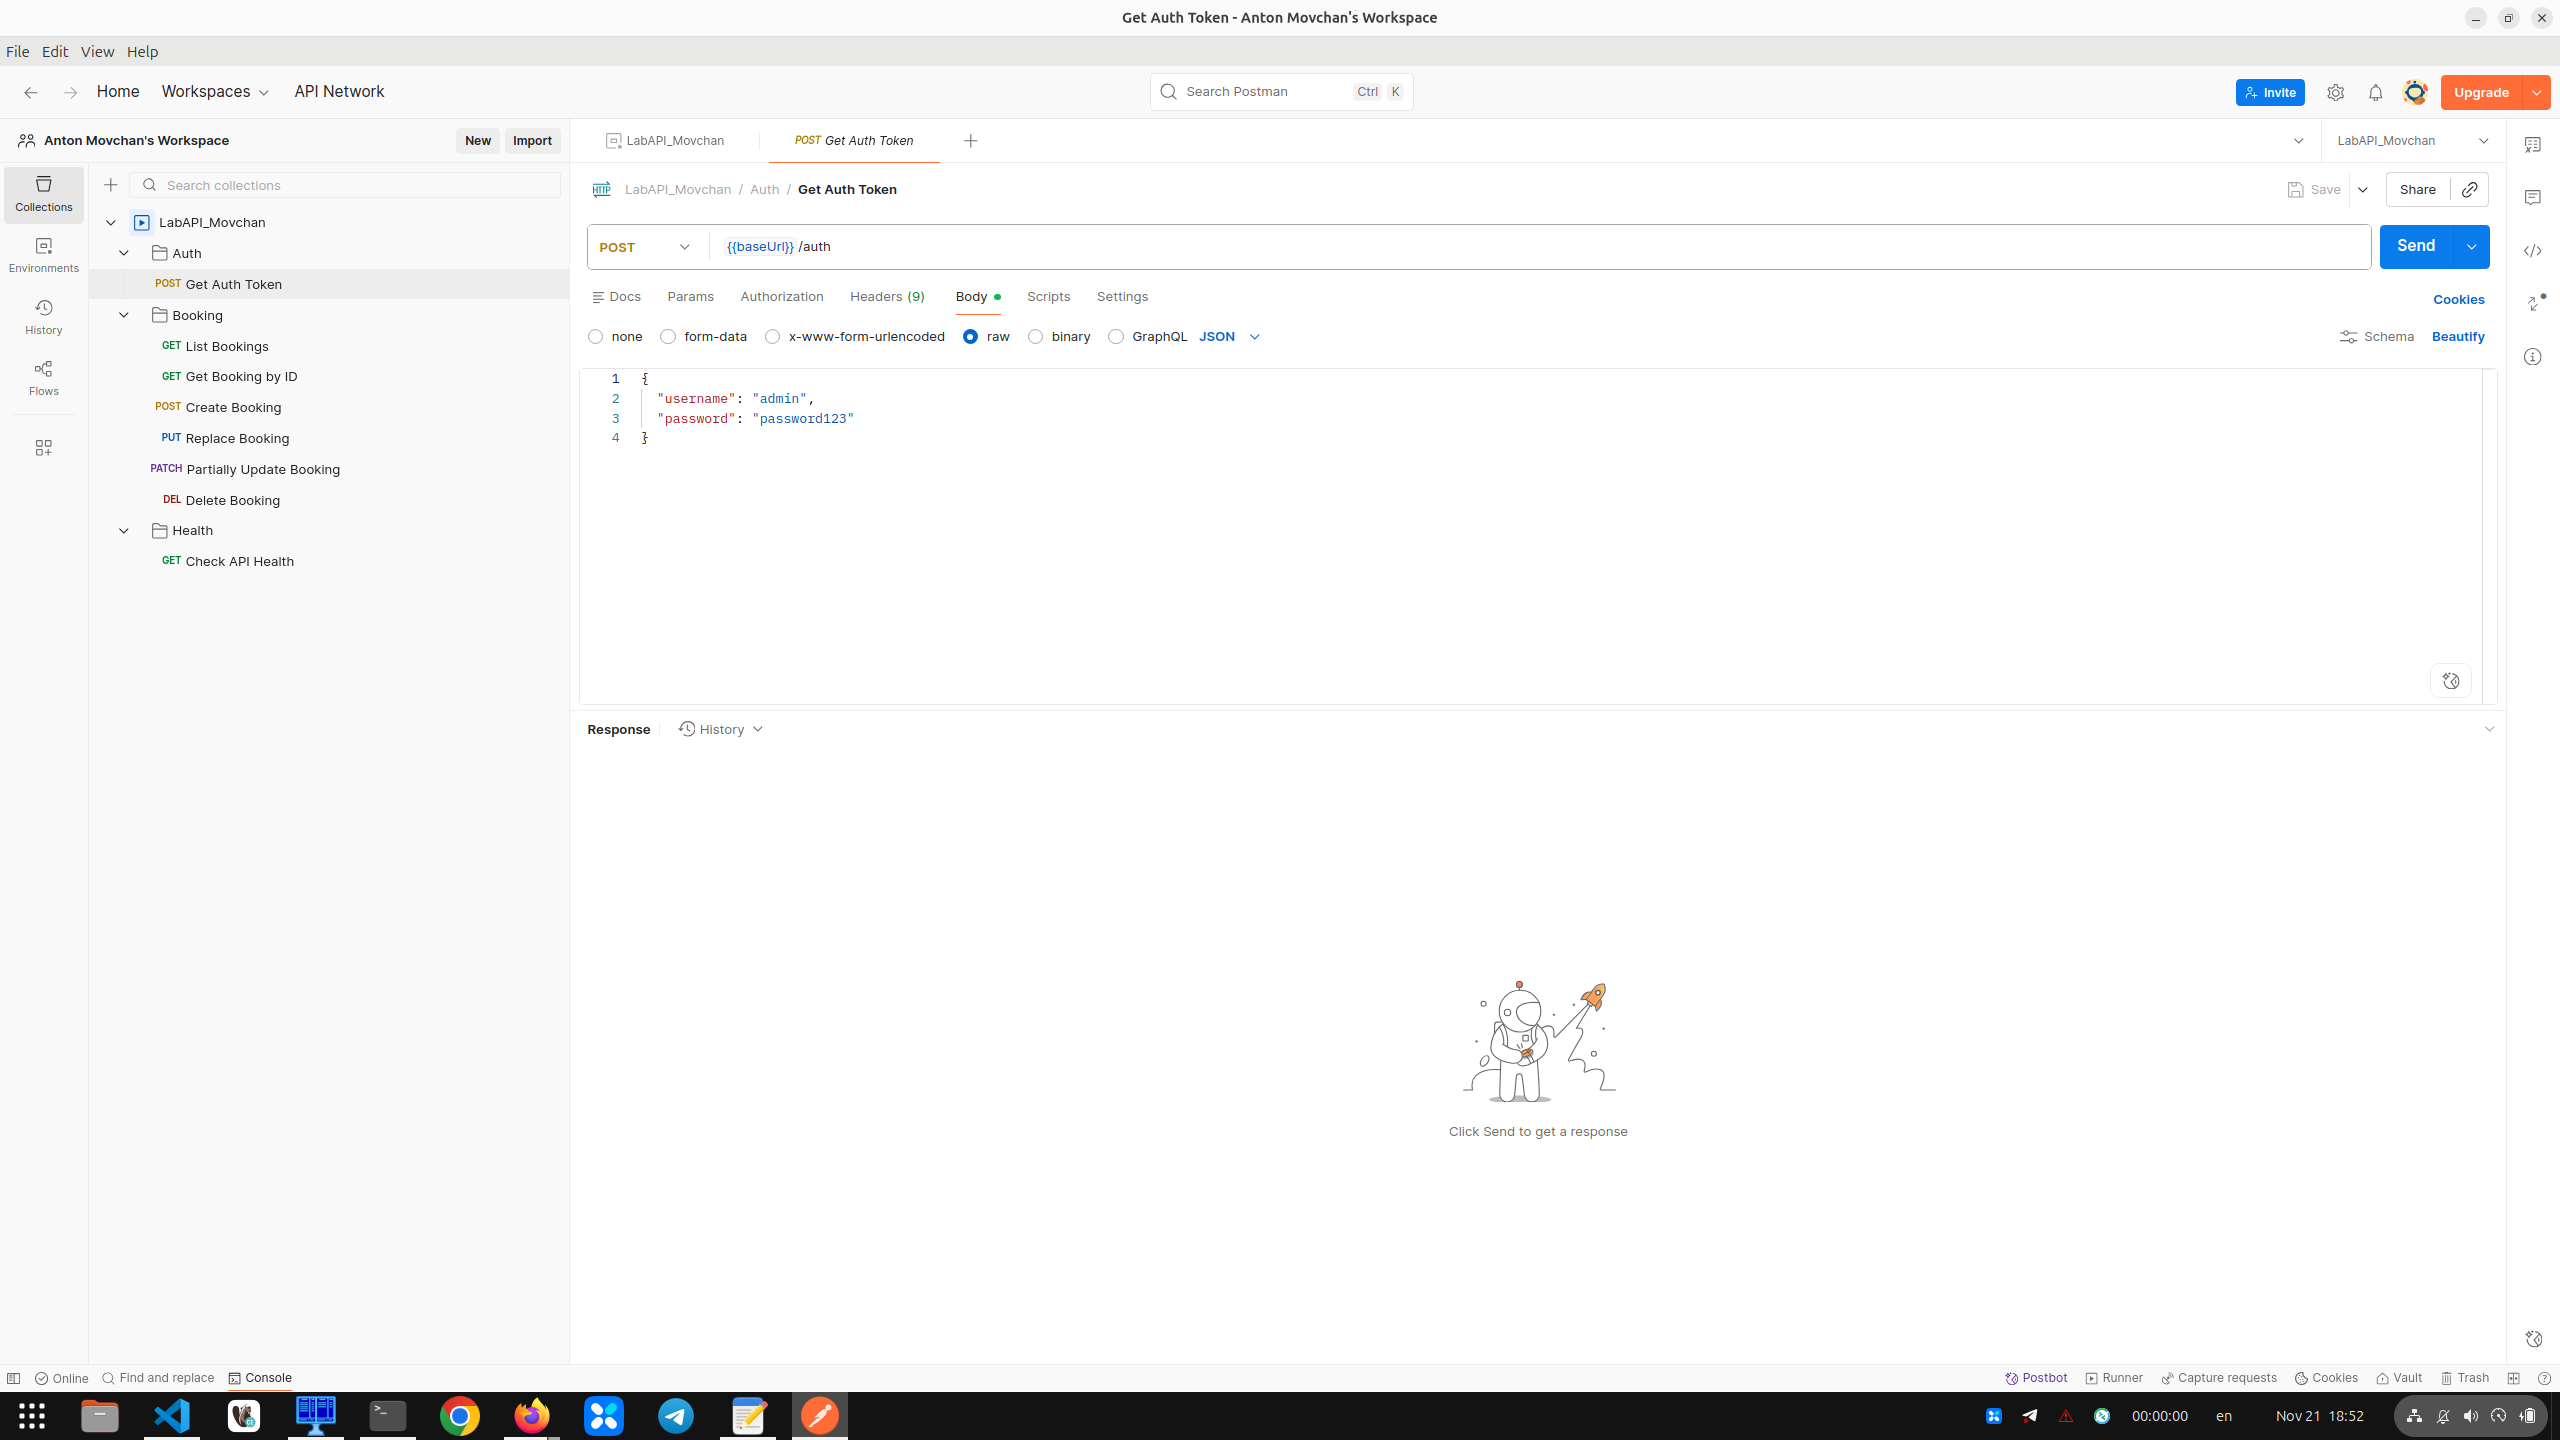 Get Auth Token - Anton Movchan's Workspace
File Edit View Help
Home Workspaces API Network
Search Postman Ctrl K
Invite
Upgrade
Anton Movchan's Workspace
New Import
LabAPI_Movchan
POST Get Auth Token
LabAPI_Movchan
Collections
Environments
History
Flows
Search collections
LabAPI_Movchan
Auth
POST Get Auth Token
Booking
GET List Bookings
GET Get Booking by ID
POST Create Booking
PUT Replace Booking
PATCH Partially Update Booking
DEL Delete Booking
Health
GET Check API Health
HTTP LabAPI_Movchan / Auth / Get Auth Token
Save Share
POST {{baseUrl}} /auth
Send
Docs Params Authorization Headers (9) Body Scripts Settings
Cookies
none form-data x-www-form-urlencoded raw binary GraphQL JSON
Schema Beautify
1 {
2 "username": "admin",
3 "password": "password123"
4 }
Response History
Click Send to get a response
Online Find and replace Console
Postbot Runner Capture requests Cookies Vault Trash
00:00:00 en Nov 21 18:52